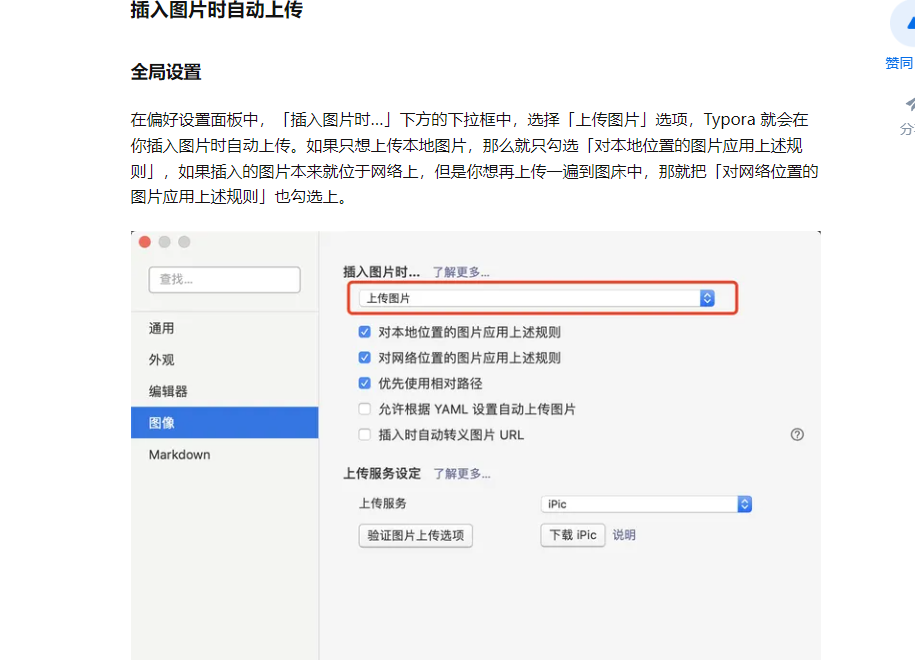 插入图片时自动上传
全局设置
在偏好设置面板中，「插入图片时...」下方的下拉框中，选择「上传图片」选项，Typora 就会在
你插入图片时自动上传。如果只想上传本地图片，那么就只勾选「对本地位置的图片应用上述规
则」，如果插入的图片本来就位于网络上，但是你想再上传一遍到图床中，那就把「对网络位置的
图片应用上述规则」也勾选上。
赞同
分
查找...
通用
外观
编辑器
图像
Markdown
插入图片时... 了解更多...
上传图片
对本地位置的图片应用上述规则
对网络位置的图片应用上述规则
优先使用相对路径
允许根据 YAML 设置自动上传图片
插入时自动转义图片 URL
上传服务设定 了解更多...
上传服务 iPic
验证图片上传选项 下载 iPic 说明